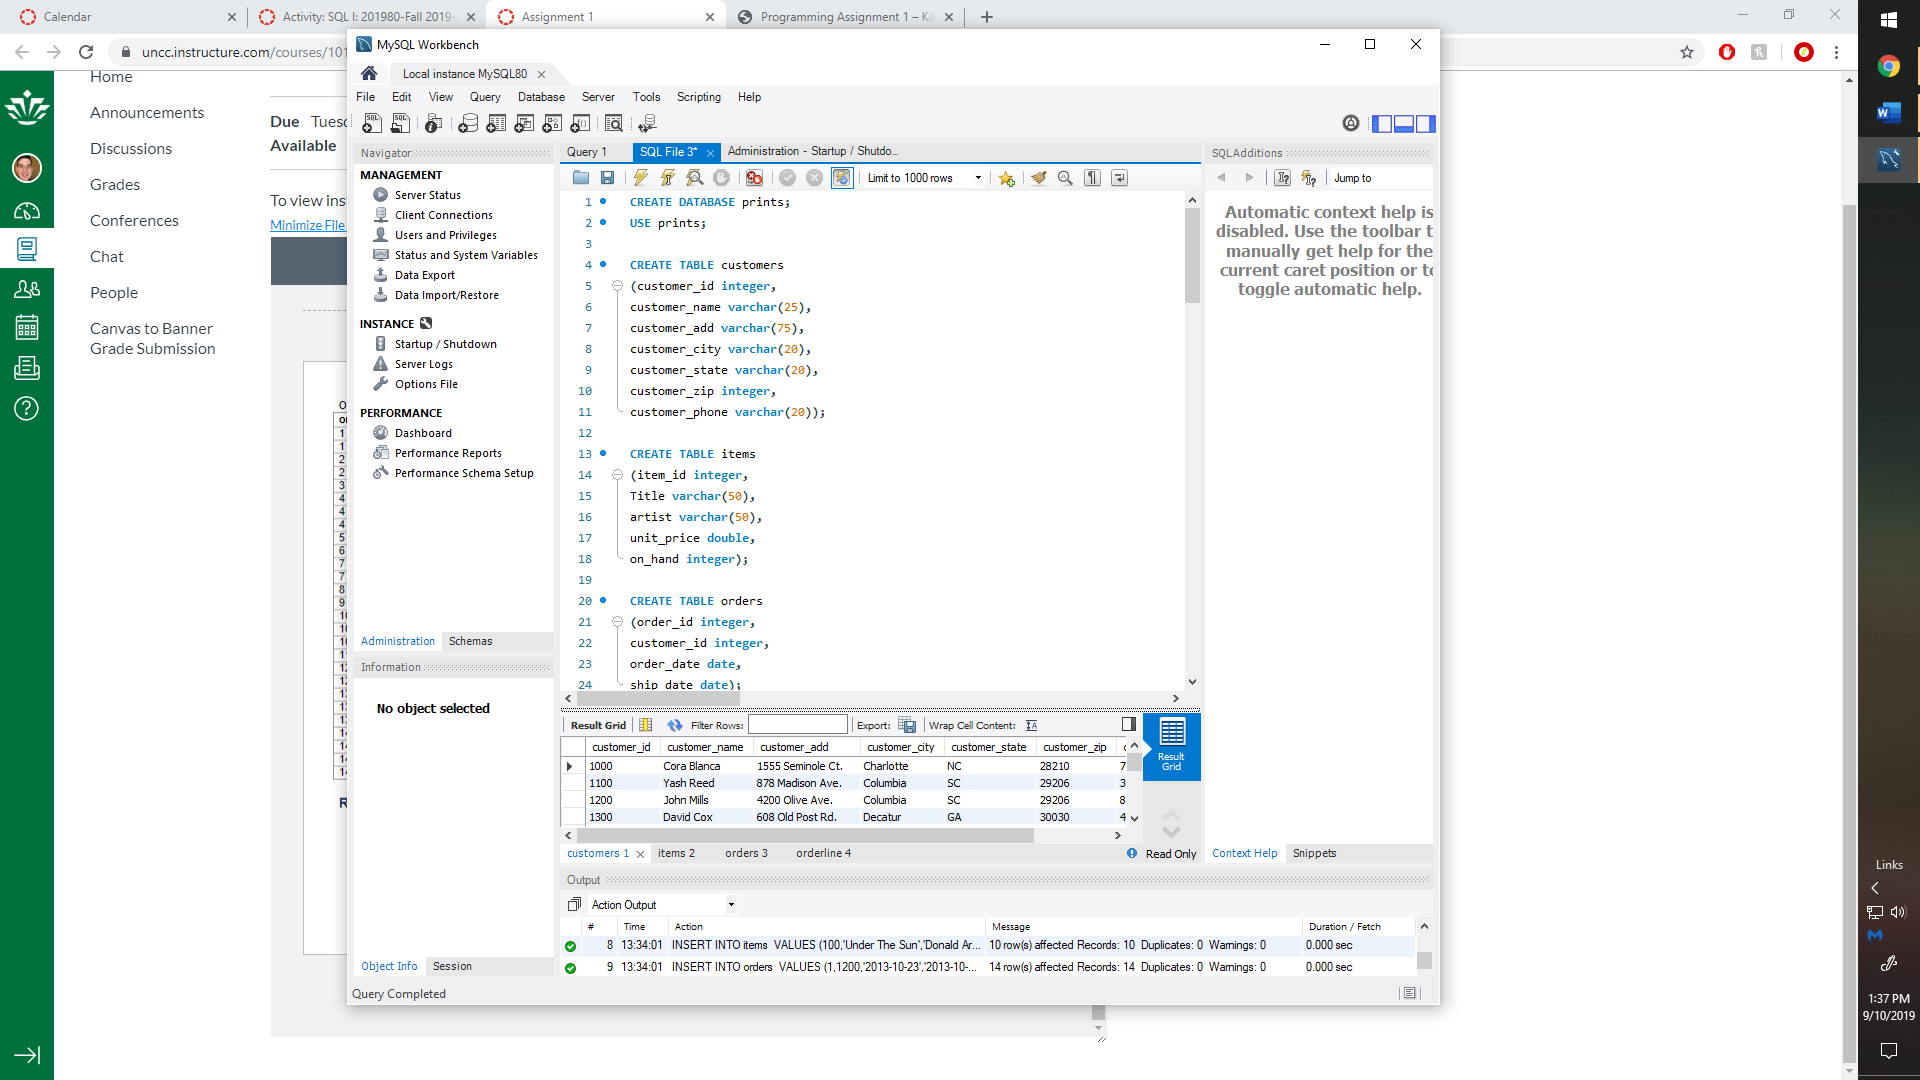 Calendar
Activity: SQL I: 201980-Fall 2019-
Assignment 1
Programming Assignment 1 –
uncc.instructure.com/courses/101
Home
Announcements
Discussions
Grades
Conferences
Chat
People
Canvas to Banner
Grade Submission
Due Tuesc
Available
To view ins
Minimize File
MySQL Workbench
Local instance MySQL80
File Edit View Query Database Server Tools Scripting Help
Navigator
MANAGEMENT
Server Status
Client Connections
Users and Privileges
Status and System Variables
Data Export
Data Import/Restore
INSTANCE
Startup / Shutdown
Server Logs
Options File
PERFORMANCE
Dashboard
Performance Reports
Performance Schema Setup
Administration Schemas
Information
No object selected
Object Info Session
Query 1 SQL File 3* Administration - Startup / Shutdo...
Limit to 1000 rows
1 CREATE DATABASE prints;
2 USE prints;
3
4 CREATE TABLE customers
5 (customer_id integer,
6 customer_name varchar(25),
7 customer_add varchar(75),
8 customer_city varchar(20),
9 customer_state varchar(20),
10 customer_zip integer,
11 customer_phone varchar(20));
12
13 CREATE TABLE items
14 (item_id integer,
15 Title varchar(50),
16 artist varchar(50),
17 unit_price double,
18 on_hand integer);
19
20 CREATE TABLE orders
21 (order_id integer,
22 customer_id integer,
23 order_date date,
24 ship_date date);
Result Grid Filter Rows: Export: Wrap Cell Content:
customer_id customer_name customer_add customer_city customer_state customer_zip c
1000 Cora Blanca 1555 Seminole Ct. Charlotte NC 28210 7
1100 Yash Reed 878 Madison Ave. Columbia SC 29206 3
1200 John Mills 4200 Olive Ave. Columbia SC 29206 8
1300 David Cox 608 Old Post Rd. Decatur GA 30030 4
Result
Grid
customers 1 items 2 orders 3 orderline 4
Read Only
SQLAdditions
Jump to
Automatic context help is
disabled. Use the toolbar t
manually get help for the
current caret position or to
toggle automatic help.
Context Help Snippets
Output
Action Output
# Time Action Message Duration / Fetch
8 13:34:01 INSERT INTO items VALUES (100,'Under The Sun','Donald Ar... 10 row(s) affected Records: 10 Duplicates: 0 Warnings: 0 0.000 sec
9 13:34:01 INSERT INTO orders VALUES (1,1200,'2013-10-23','2013-10-... 14 row(s) affected Records: 14 Duplicates: 0 Warnings: 0 0.000 sec
Query Completed
Links
1:37 PM
9/10/2019